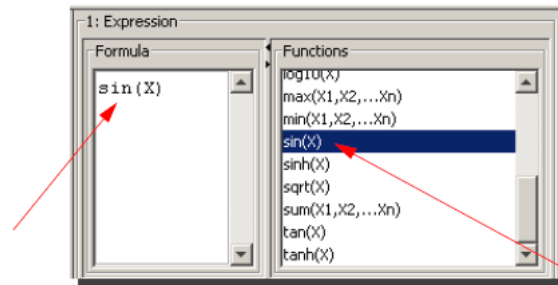 1: Expression
Formula
sin(X)
Functions
log10(X)
max(X1,X2,...Xn)
min(X1,X2,...Xn)
sin(X)
sinh(X)
sqrt(X)
sum(X1,X2,...Xn)
tan(X)
tanh(X)